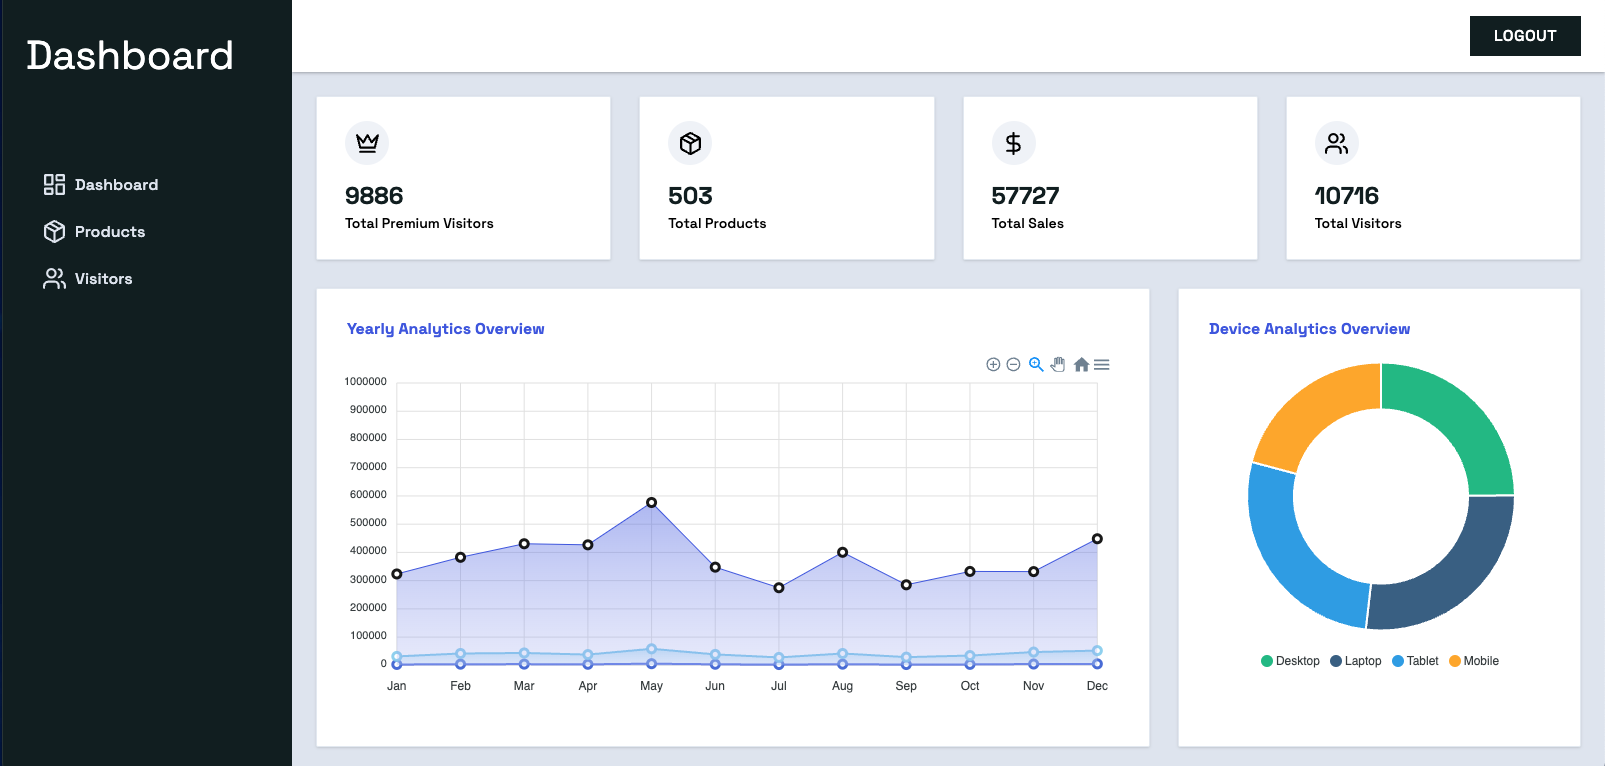 Dashboard
LOGOUT
Dashboard
Products
Visitors
9886
Total Premium Visitors
503
Total Products
57727
Total Sales
10716
Total Visitors
Yearly Analytics Overview
1000000
900000
800000
700000
600000
500000
400000
300000
200000
100000
0
Jan Feb Mar Apr May Jun Jul Aug Sep Oct Nov Dec
Device Analytics Overview
Desktop Laptop Tablet Mobile